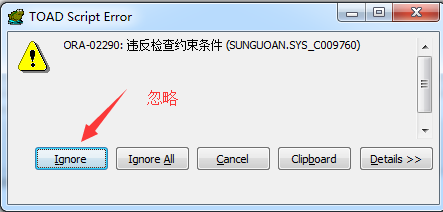 TOAD Script Error
ORA-02290: 违反检查约束条件 (SUNGUOAN.SYS_C009760)
忽略
Ignore
Ignore All
Cancel
Clipboard
Details >>